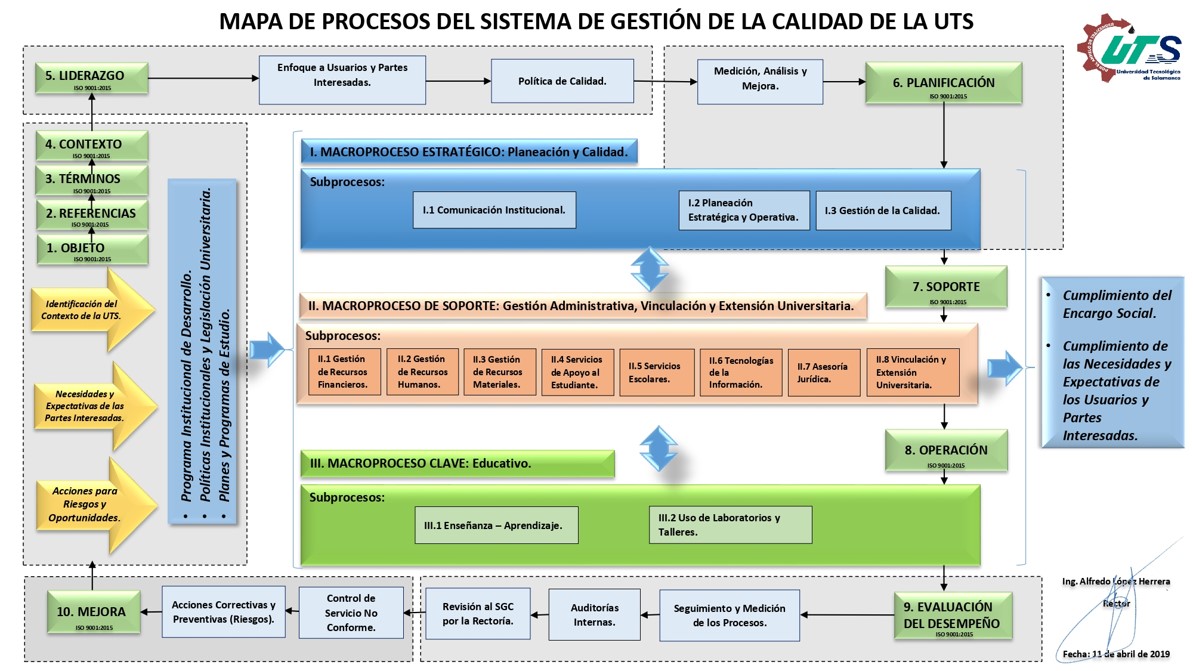 MAPA DE PROCESOS DEL SISTEMA DE GESTIÓN DE LA CALIDAD DE LA UTS
UTS
Universidad Tecnológica
de Salamanca
5. LIDERAZGO
ISO 9001:2015
Enfoque a Usuarios y Partes
Interesadas.
Política de Calidad.
Medición, Análisis y
Mejora.
6. PLANIFICACIÓN
ISO 9001:2015
4. CONTEXTO
ISO 9001:2015
3. TÉRMINOS
ISO 9001:2015
2. REFERENCIAS
ISO 9001:2015
1. OBJETO
ISO 9001:2015
Identificación del
Contexto de la UTS.
Necesidades y
Expectativas de las
Partes Interesadas.
Acciones para
Riesgos y
Oportunidades.
• Programa Institucional de Desarrollo.
• Políticas Institucionales y Legislación Universitaria.
• Planes y Programas de Estudio.
I. MACROPROCESO ESTRATÉGICO: Planeación y Calidad.
Subprocesos:
I.1 Comunicación Institucional.
I.2 Planeación
Estratégica y Operativa.
I.3 Gestión de la Calidad.
7. SOPORTE
ISO 9001:2015
II. MACROPROCESO DE SOPORTE: Gestión Administrativa, Vinculación y Extensión Universitaria.
Subprocesos:
II.1 Gestión
de Recursos
Financieros.
II.2 Gestión
de Recursos
Humanos.
II.3 Gestión
de Recursos
Materiales.
II.4 Servicios
de Apoyo al
Estudiante.
II.5 Servicios
Escolares.
II.6 Tecnologías
de la
Información.
II.7 Asesoría
Jurídica.
II.8 Vinculación y
Extensión
Universitaria.
• Cumplimiento del
Encargo Social.
• Cumplimiento de
las Necesidades y
Expectativas de
los Usuarios y
Partes
Interesadas.
8. OPERACIÓN
ISO 9001:2015
III. MACROPROCESO CLAVE: Educativo.
Subprocesos:
III.1 Enseñanza – Aprendizaje.
III.2 Uso de Laboratorios y
Talleres.
10. MEJORA
ISO 9001:2015
Acciones Correctivas y
Preventivas (Riesgos).
Control de
Servicio No
Conforme.
Revisión al SGC
por la Rectoría.
Auditorías
Internas.
Seguimiento y Medición
de los Procesos.
9. EVALUACIÓN
DEL DESEMPEÑO
ISO 9001:2015
Ing. Alfredo López Herrera
Rector
Fecha: 11 de abril de 2019